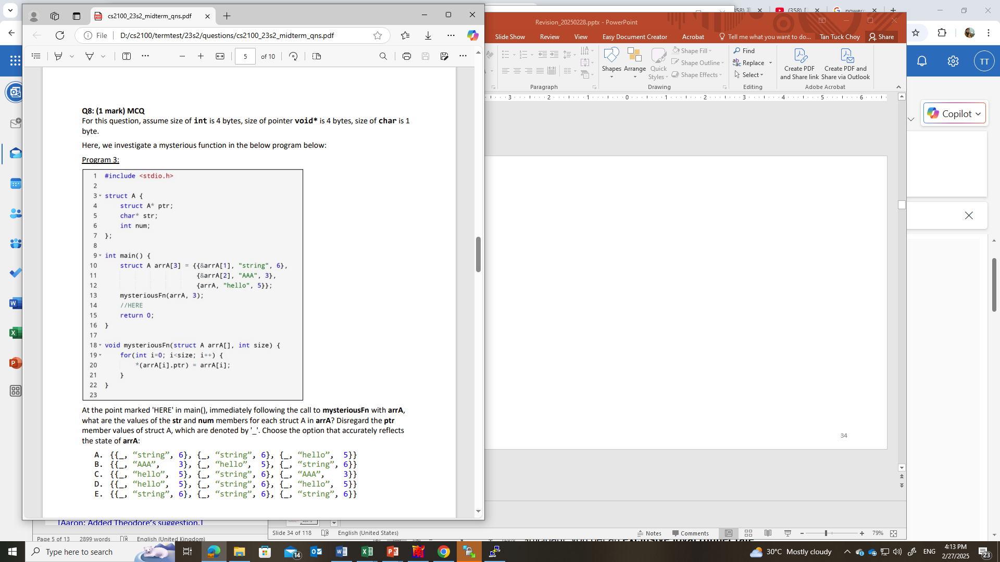 cs2100_23s2_midterm_qns.pdf
File
D:/cs2100/termtest/23s2/questions/cs2100_23s2_midterm_qns.pdf
5
of 10
Q8: (1 mark) MCQ
For this question, assume size of int is 4 bytes, size of pointer void* is 4 bytes, size of char is 1
byte.
Here, we investigate a mysterious function in the below program below:
Program 3:
1 #include <stdio.h>
2
3 struct A {
4 struct A* ptr;
5 char* str;
6 int num;
7 };
8
9 int main() {
10 struct A arrA[3] = {{&arrA[1], "string", 6},
11 {&arrA[2], "AAA", 3},
12 {arrA, "hello", 5}};
13 mysteriousFn(arrA, 3);
14 //HERE
15 return 0;
16 }
17
18 void mysteriousFn(struct A arrA[], int size) {
19 for(int i=0; i<size; i++) {
20 *(arrA[i].ptr) = arrA[i];
21 }
22 }
23
At the point marked 'HERE' in main(), immediately following the call to mysteriousFn with arrA,
what are the values of the str and num members for each struct A in arrA? Disregard the ptr
member values of struct A, which are denoted by '_'. Choose the option that accurately reflects
the state of arrA:
A. {{_, “string”, 6}, {_, “string”, 6}, {_, “hello”, 5}}
B. {{_, “AAA”, 3}, {_, “hello”, 5}, {_, “string”, 6}}
C. {{_, “hello”, 5}, {_, “string”, 6}, {_, “AAA”, 3}}
D. {{_, “hello”, 5}, {_, “string”, 6}, {_, “hello”, 5}}
E. {{_, “string”, 6}, {_, “string”, 6}, {_, “string”, 6}}
[Aaron: Added Theodore’s suggestion.]
Page 5 of 13
2899 words
English (United Kingdom)
(358)
Revision_20250228.pptx - PowerPoint
Slide Show
Review
View
Easy Document Creator
Acrobat
Tell me what you want to do...
Tan Tuck Choy
Share
Shapes
Arrange
Quick
Styles
Shape Fill
Shape Outline
Shape Effects
Find
Replace
Select
Create PDF
and Share link
Create PDF and
Share via Outlook
Paragraph
Drawing
Editing
Adobe Acrobat
3 2 1 0 1 2 3 4 5 6
34
Slide 34 of 118
English (United States)
Notes
Comments
79%
TT
Copilot
Type here to search
14
30°C Mostly cloudy
ENG
4:13 PM
2/27/2025
23